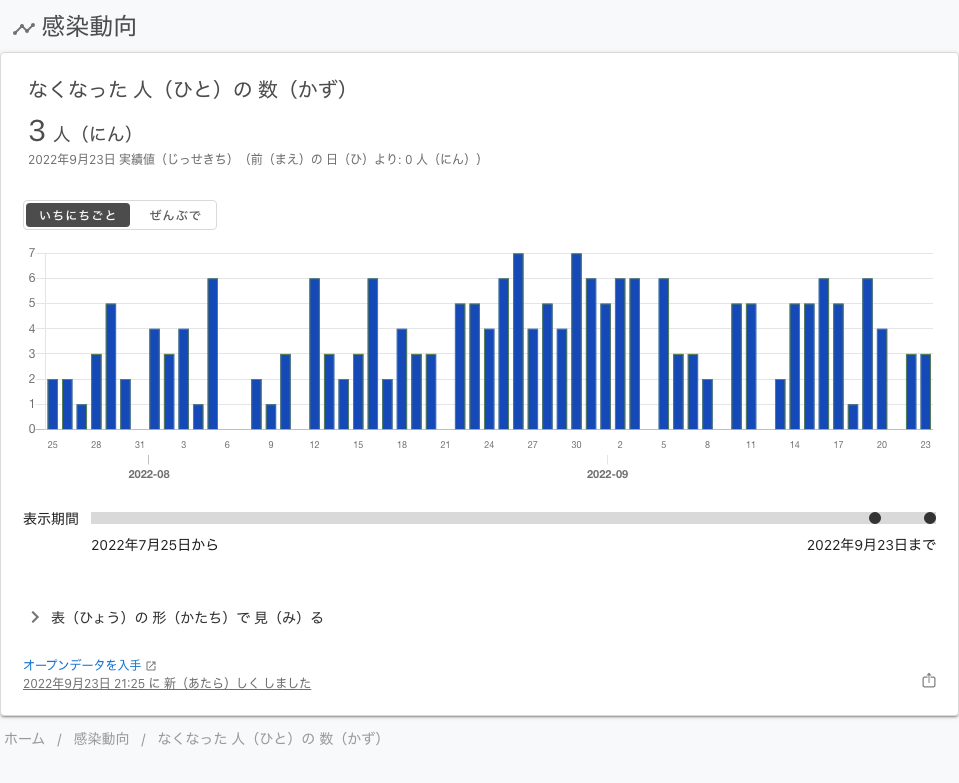 感染動向
なくなった 人（ひと）の 数（かず）
3 人（にん）
2022年9月23日 実績値（じっせきち）（前（まえ）の 日（ひ）より: 0 人（にん））
いちにちごと ぜんぶで
7
6
5
4
3
2
1
0
25 28 31 3 6 9 12 15 18 21 24 27 30 2 5 8 11 14 17 20 23
2022-08 2022-09
表示期間
2022年7月25日から 2022年9月23日まで
表（ひょう）の 形（かたち）で 見（み）る
オープンデータを入手
2022年9月23日 21:25 に 新（あたら）しく しました
ホーム / 感染動向 / なくなった 人（ひと）の 数（かず）